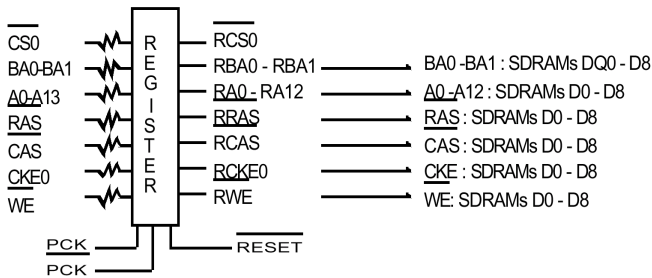 CS0 REGISTER RCS0
BA0-BA1 RBA0 - RBA1 BA0 -BA1 : SDRAMs DQ0 - D8
A0-A13 RA0 - RA12 A0 -A12 : SDRAMs D0 - D8
RAS RRAS RAS : SDRAMs D0 - D8
CAS RCAS CAS : SDRAMs D0 - D8
CKE0 RCKE0 CKE : SDRAMs D0 - D8
WE RWE WE: SDRAMs D0 - D8
PCK RESET
PCK